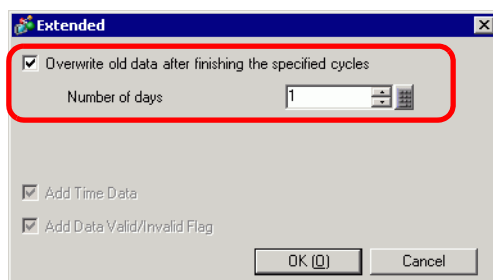 Extended
Overwrite old data after finishing the specified cycles
Number of days 1
Add Time Data
Add Data Valid/Invalid Flag
OK (O) Cancel